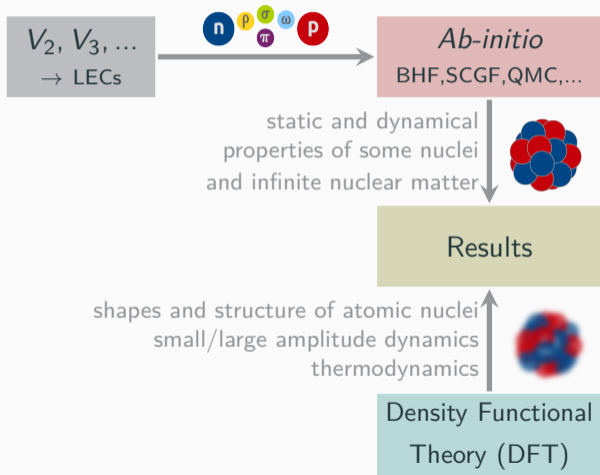 V₂, V₃, ...
→ LECs
n ρ σ π ω p
Ab-initio
BHF,SCGF,QMC,...
static and dynamical
properties of some nuclei
and infinite nuclear matter
Results
shapes and structure of atomic nuclei
small/large amplitude dynamics
thermodynamics
Density Functional
Theory (DFT)